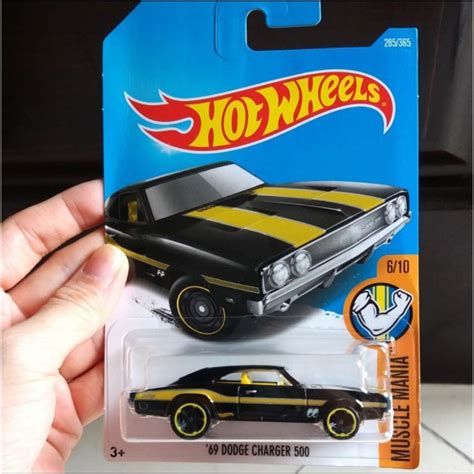 285/365
HOT WHEELS
6/10
MUSCLE MANIA
'69 DODGE CHARGER 500
3+